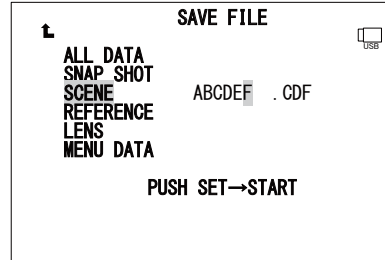 SAVE FILE
USB
ALL DATA
SNAP SHOT
SCENE ABCDEF .CDF
REFERENCE
LENS
MENU DATA
PUSH SET→START